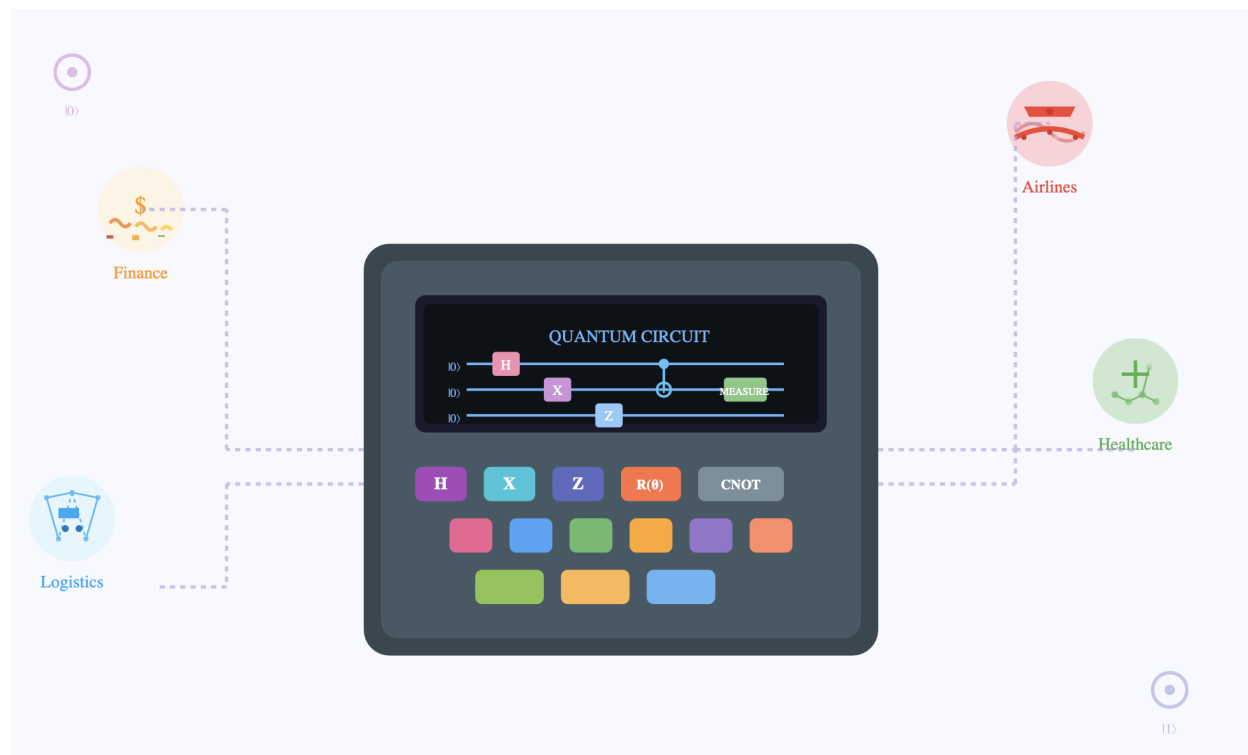 |0⟩
$
Finance
Logistics
Airlines
Healthcare
QUANTUM CIRCUIT
|0⟩ H
|0⟩ X MEASURE
|0⟩ Z
H X Z R(θ) CNOT
|1⟩